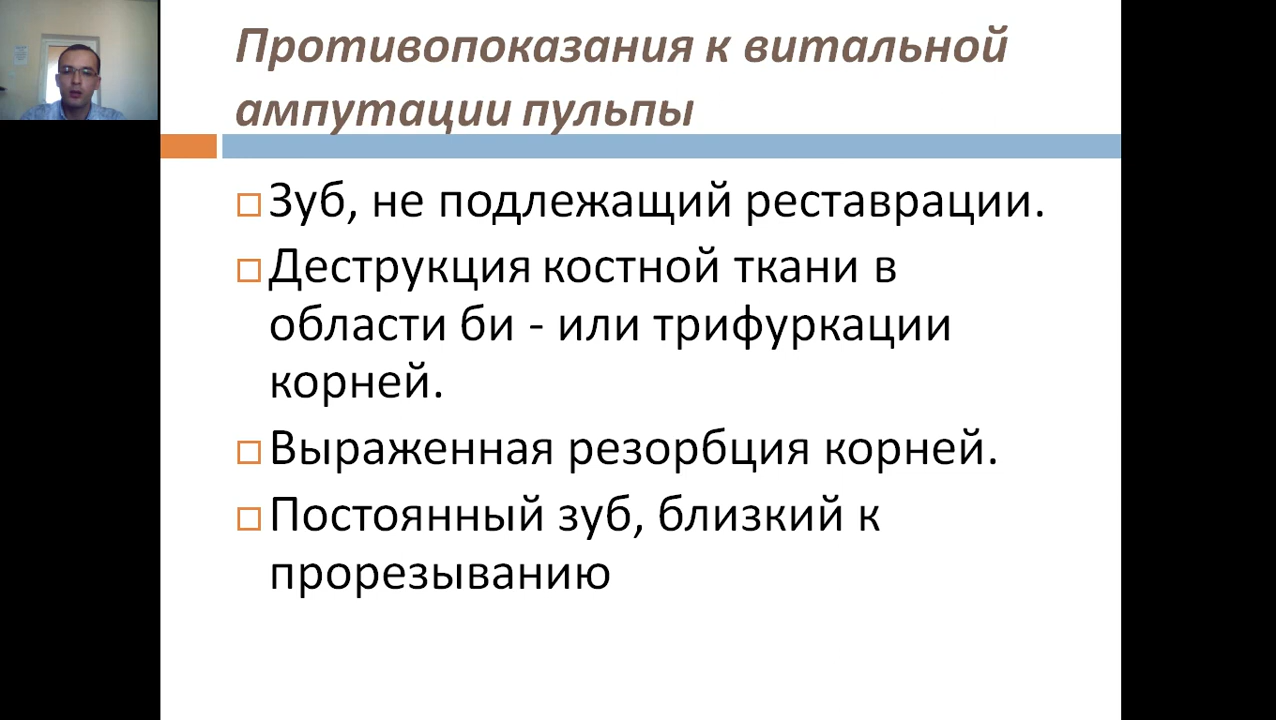 Противопоказания к витальной
ампутации пульпы
Зуб, не подлежащий реставрации.
Деструкция костной ткани в
области би - или трифуркации
корней.
Выраженная резорбция корней.
Постоянный зуб, близкий к
прорезыванию